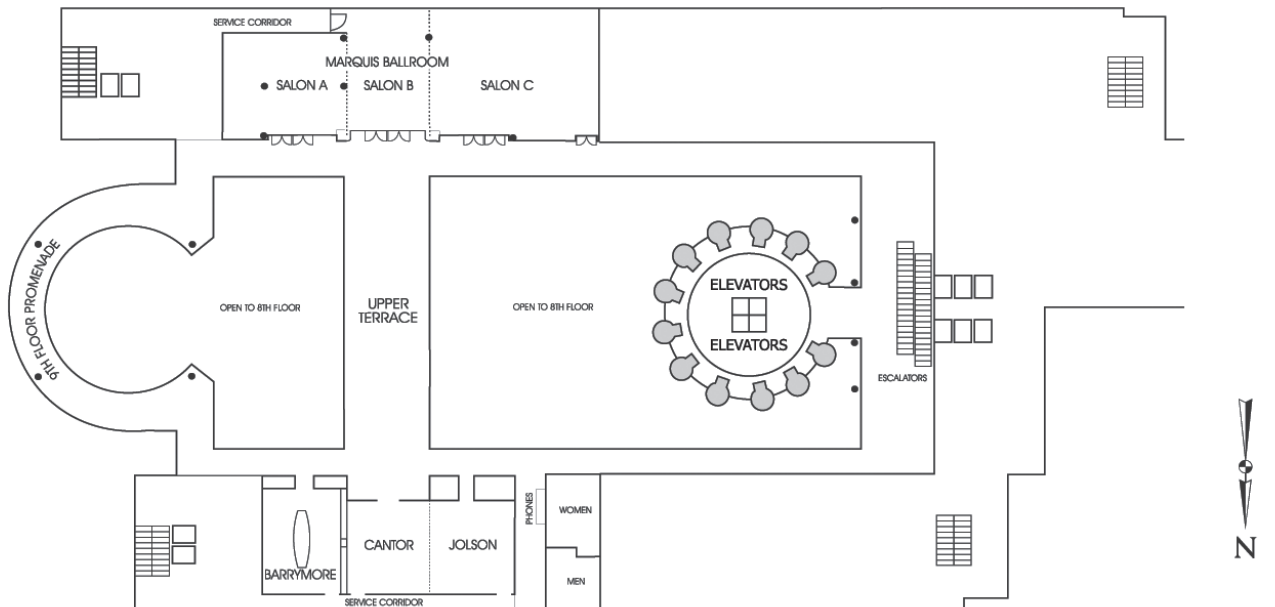 SERVICE CORRIDOR
MARQUIS BALLROOM
SALON A
SALON B
SALON C
9TH FLOOR PROMENADE
OPEN TO 8TH FLOOR
UPPER
TERRACE
OPEN TO 8TH FLOOR
ELEVATORS
ELEVATORS
ESCALATORS
PHONES
WOMEN
CANTOR
JOLSON
BARRYMORE
MEN
SERVICE CORRIDOR
N